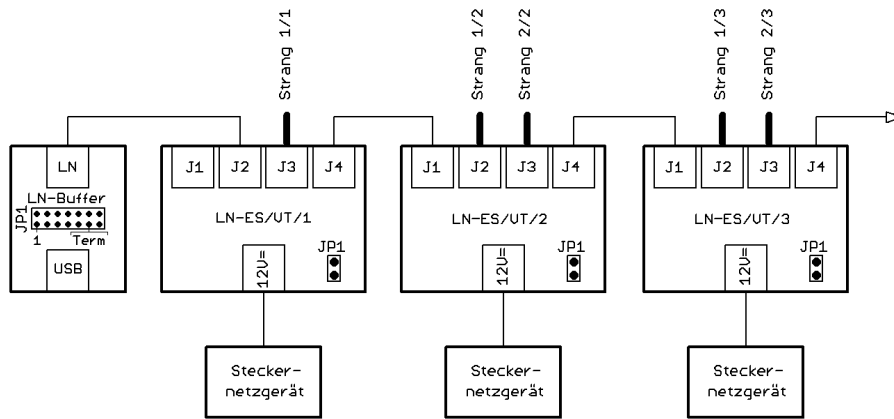 Strang 1/1
Strang 1/2
Strang 2/2
Strang 1/3
Strang 2/3
LN
LN-Buffer
JP1
1
Term
USB
J1 J2 J3 J4
LN-ES/UT/1
JP1
12V=
J1 J2 J3 J4
LN-ES/UT/2
JP1
12V=
J1 J2 J3 J4
LN-ES/UT/3
JP1
12V=
Stecker-
netzgerät
Stecker-
netzgerät
Stecker-
netzgerät